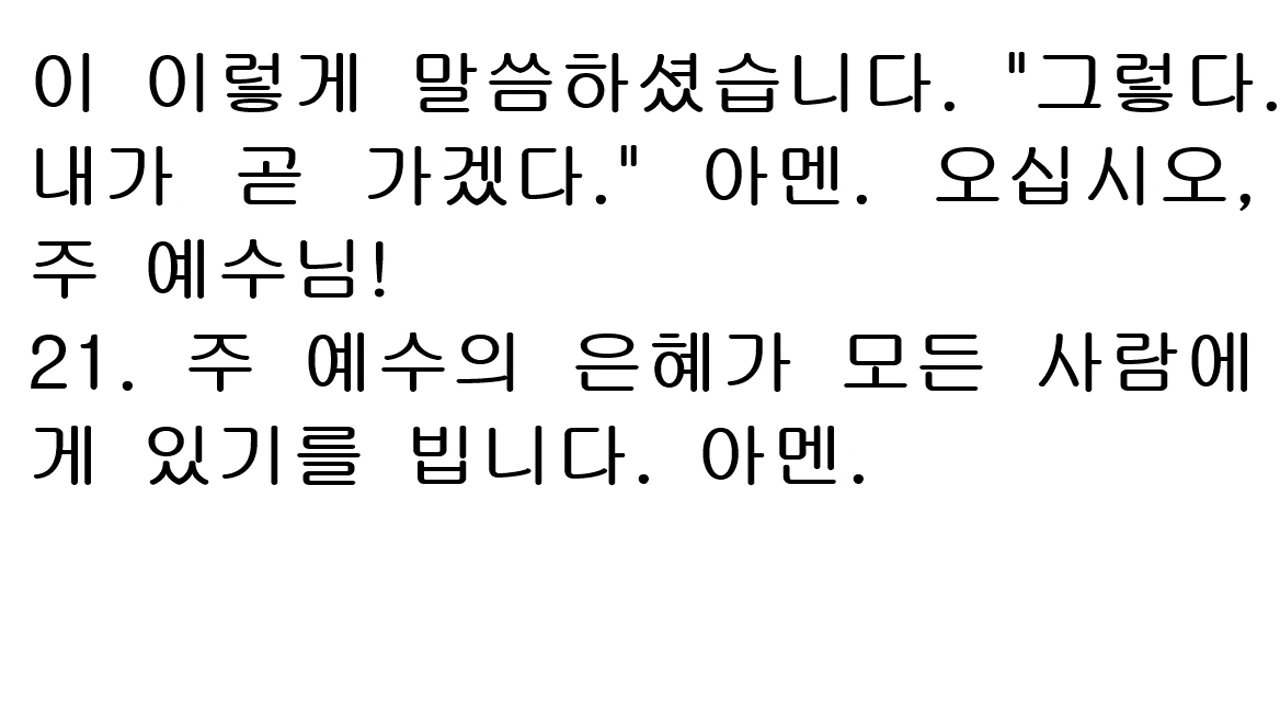 이 이렇게 말씀하셨습니다. "그렇다.
내가 곧 가겠다." 아멘. 오십시오,
주 예수님!
21. 주 예수의 은혜가 모든 사람에
게 있기를 빕니다. 아멘.